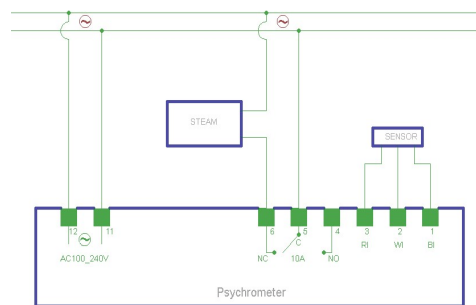 STEAM
SENSOR
12 11 6 5 4 3 2 1
C
RI WI BI
AC100_240V NC 10A NO
Psychrometer